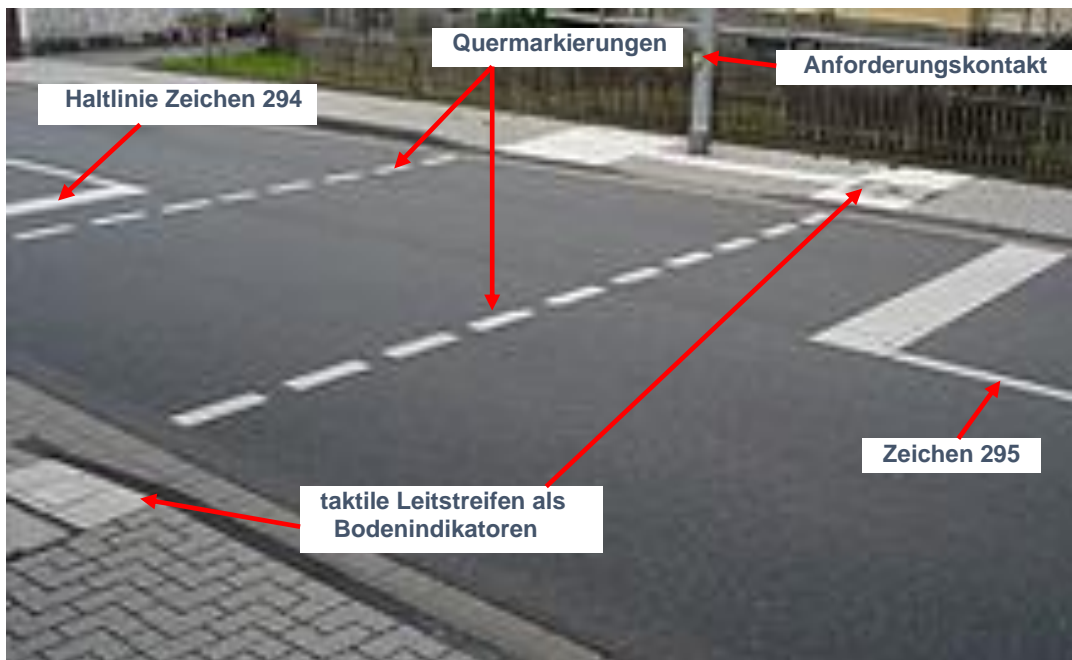 Quermarkierungen
Anforderungskontakt
Haltlinie Zeichen 294
Zeichen 295
taktile Leitstreifen als
Bodenindikatoren